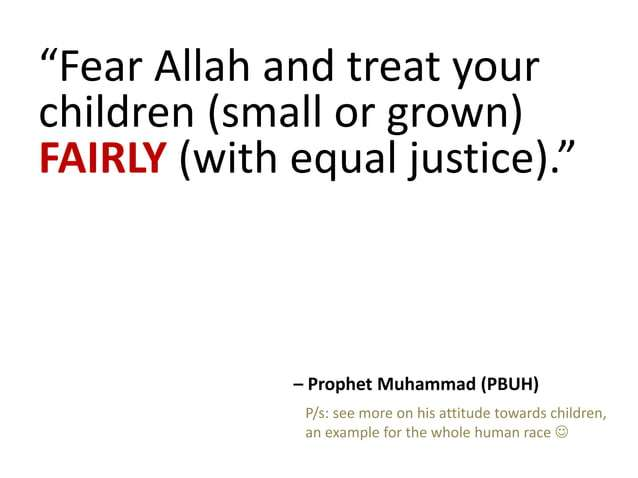 “Fear Allah and treat your
children (small or grown)
FAIRLY (with equal justice).”
– Prophet Muhammad (PBUH)
P/s: see more on his attitude towards children,
an example for the whole human race ☺